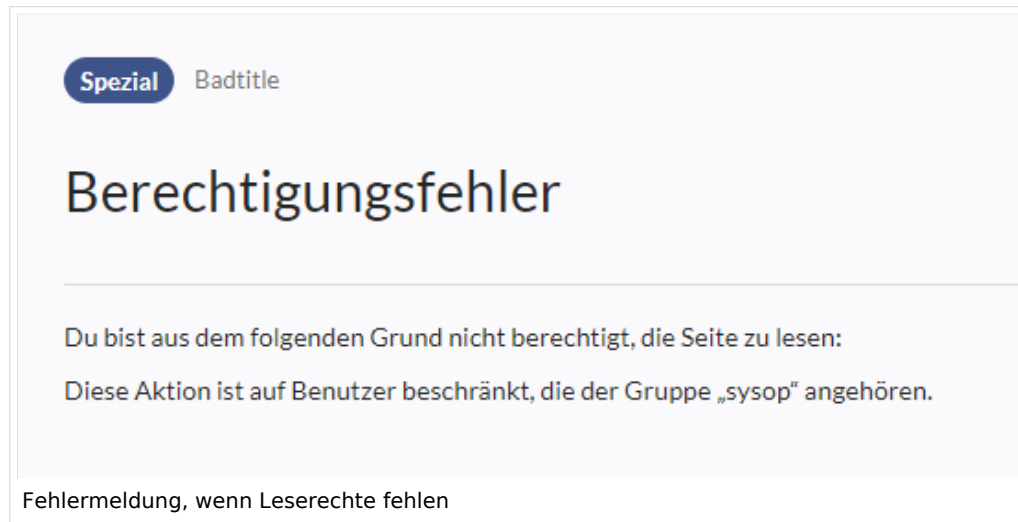 Spezial Badtitle
Berechtigungsfehler
Du bist aus dem folgenden Grund nicht berechtigt, die Seite zu lesen:
Diese Aktion ist auf Benutzer beschränkt, die der Gruppe „sysop“ angehören.
Fehlermeldung, wenn Leserechte fehlen